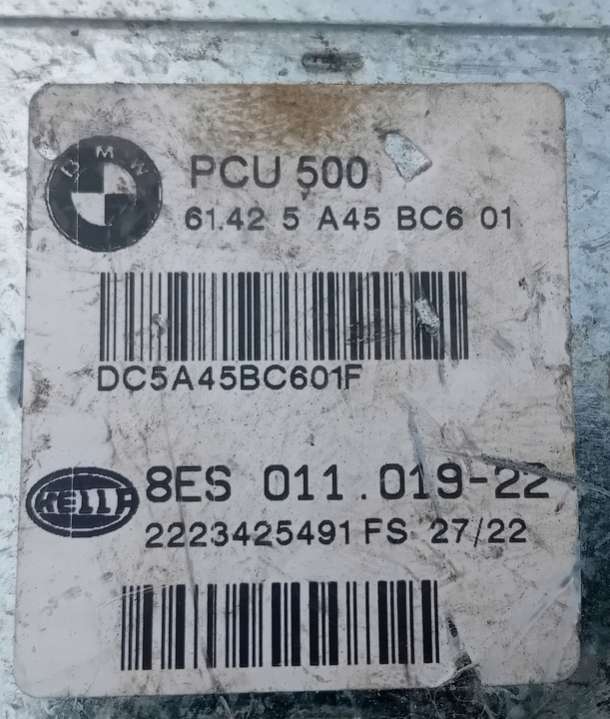 BMW
PCU 500
61.42 5 A45 BC6 01
DC5A45BC601F
HELLA
8ES 011.019-22
2223425491 FS 27/22